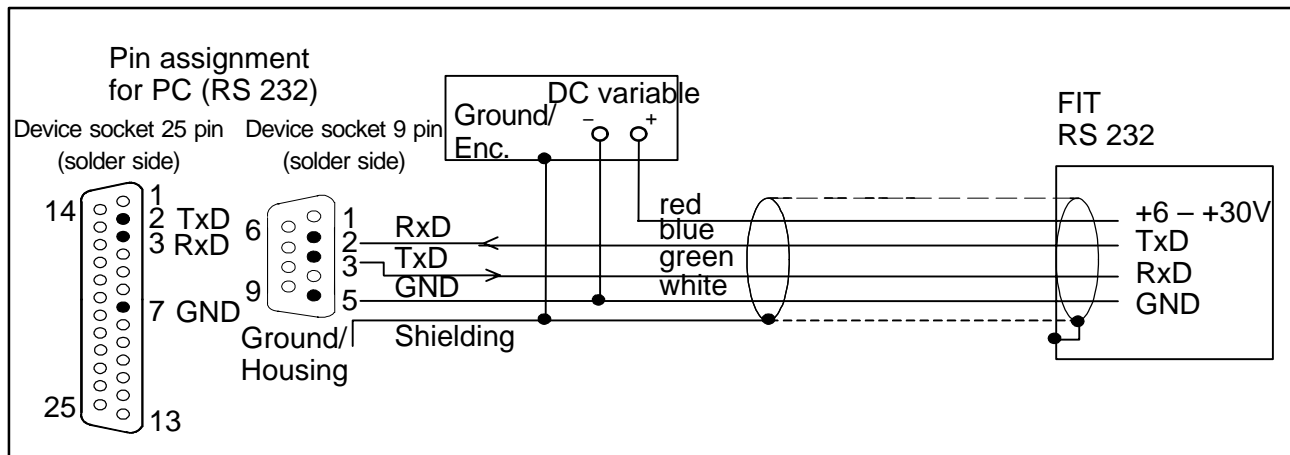 Pin assignment
for PC (RS 232)
Device socket 25 pin
(solder side)
Device socket 9 pin
(solder side)
14
1
2 TxD
3 RxD
7 GND
25
13
6
1
2
3
9
5
RxD
TxD
GND
Ground/
Housing
Shielding
DC variable
Ground/
Enc.
– +
red
blue
green
white
FIT
RS 232
+6 – +30V
TxD
RxD
GND